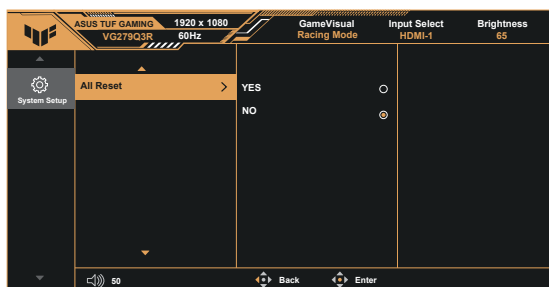 ASUS TUF GAMING 1920 x 1080 GameVisual Input Select Brightness
VG279Q3R 60Hz Racing Mode HDMI-1 65
System Setup
All Reset
YES
NO
50 Back Enter